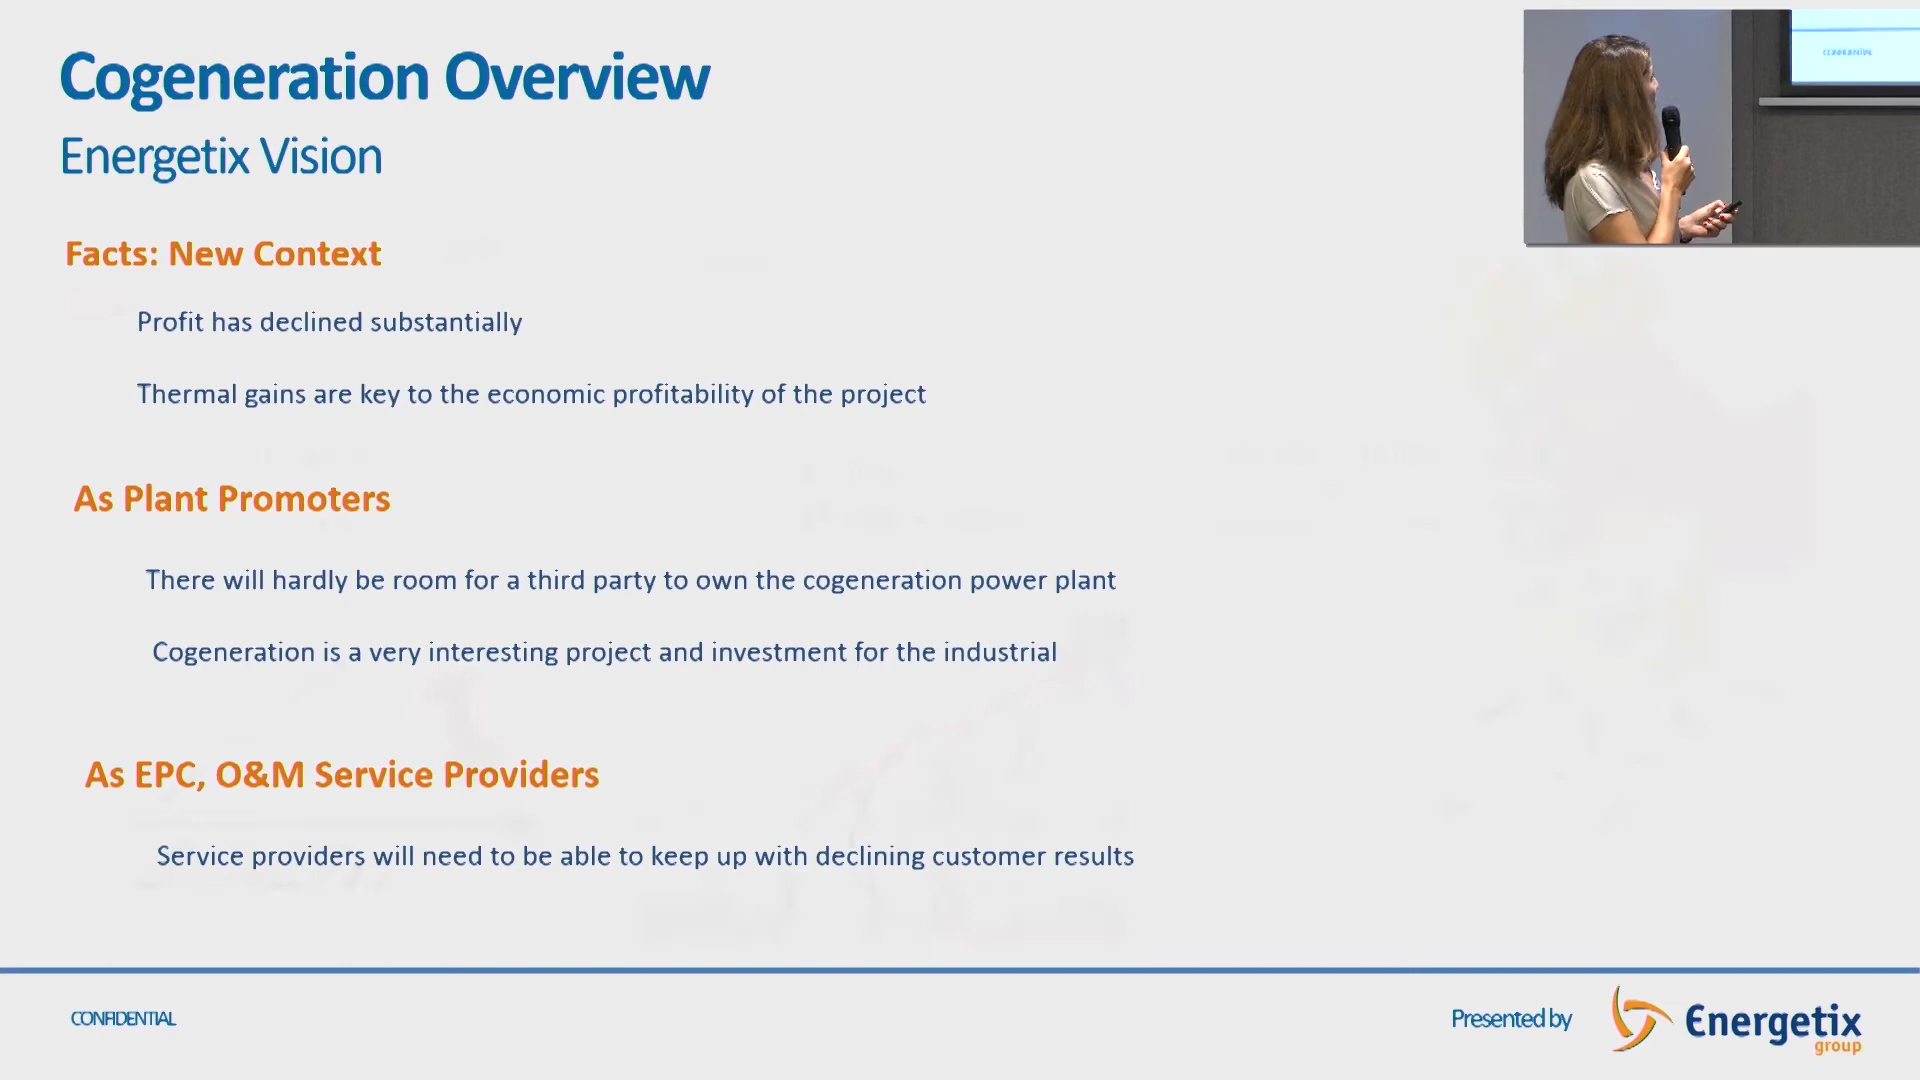 Cogeneration Overview
Energetix Vision
CONFIDENTIAL
Facts: New Context
Profit has declined substantially
Thermal gains are key to the economic profitability of the project
As Plant Promoters
There will hardly be room for a third party to own the cogeneration power plant
Cogeneration is a very interesting project and investment for the industrial
As EPC, O&M Service Providers
Service providers will need to be able to keep up with declining customer results
CONFIDENTIAL
Presented by
Energetix
group